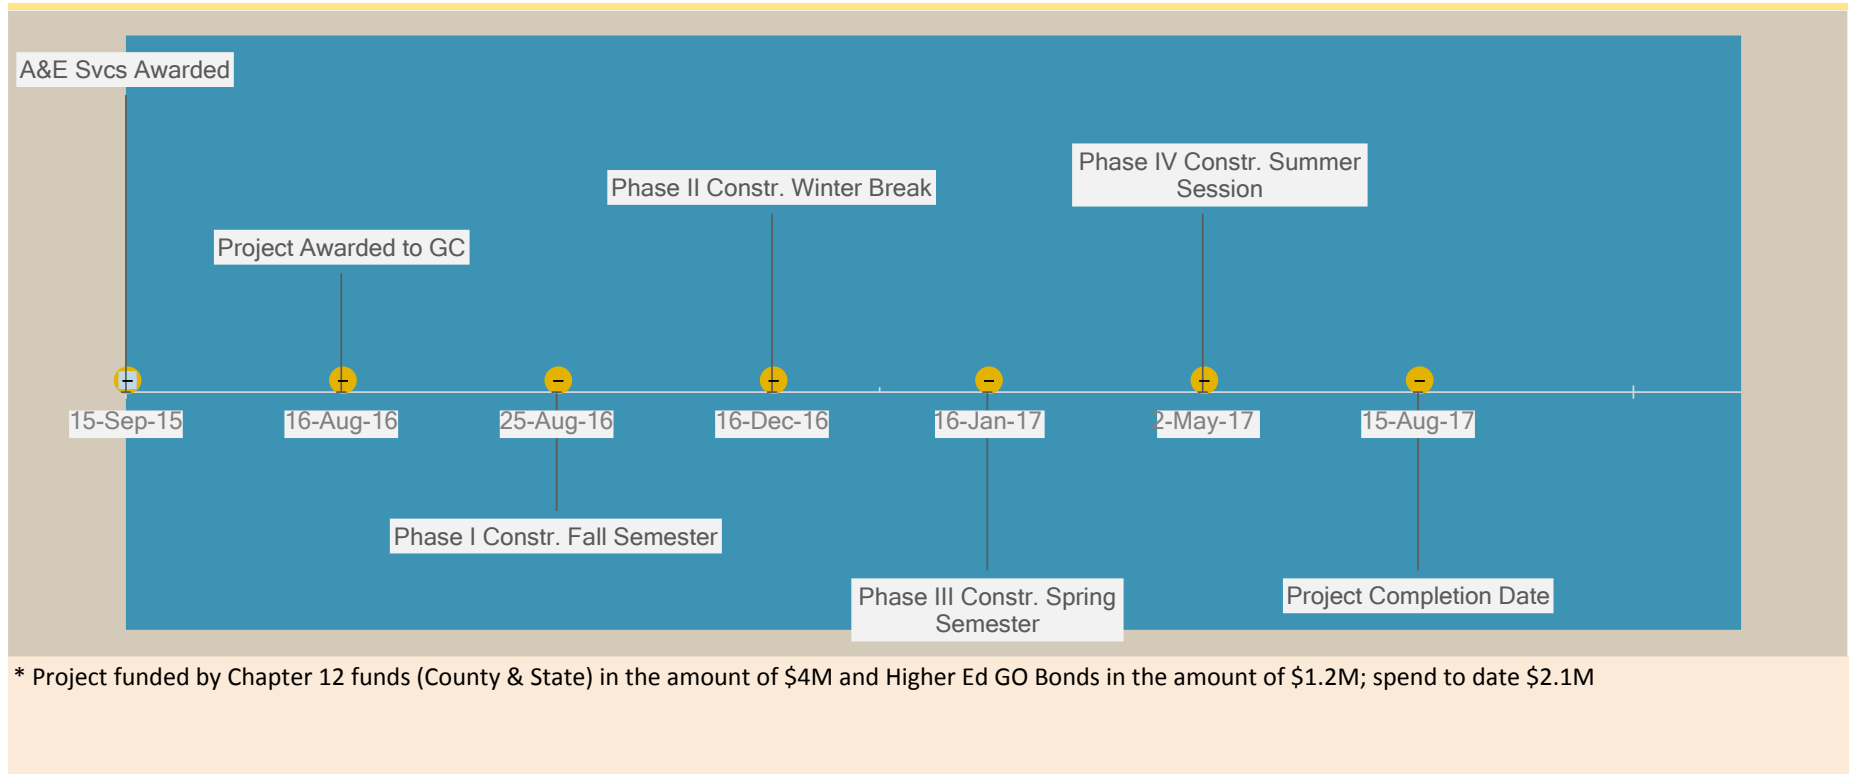 A&E Svcs Awarded
Phase IV Constr. Summer
Session
Phase II Constr. Winter Break
Project Awarded to GC
15-Sep-15
16-Aug-16
25-Aug-16
16-Dec-16
16-Jan-17
2-May-17
15-Aug-17
Phase I Constr. Fall Semester
Phase III Constr. Spring
Semester
Project Completion Date
* Project funded by Chapter 12 funds (County & State) in the amount of $4M and Higher Ed GO Bonds in the amount of $1.2M; spend to date $2.1M